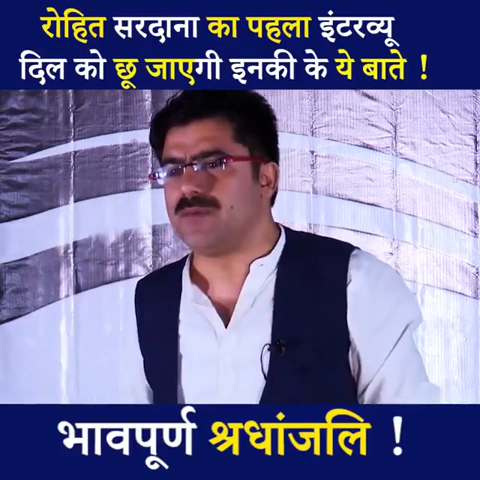 रोहित सरदाना का पहला इंटरव्यू
दिल को छू जाएगी इनकी के ये बाते !
भावपूर्ण श्रधांजलि !